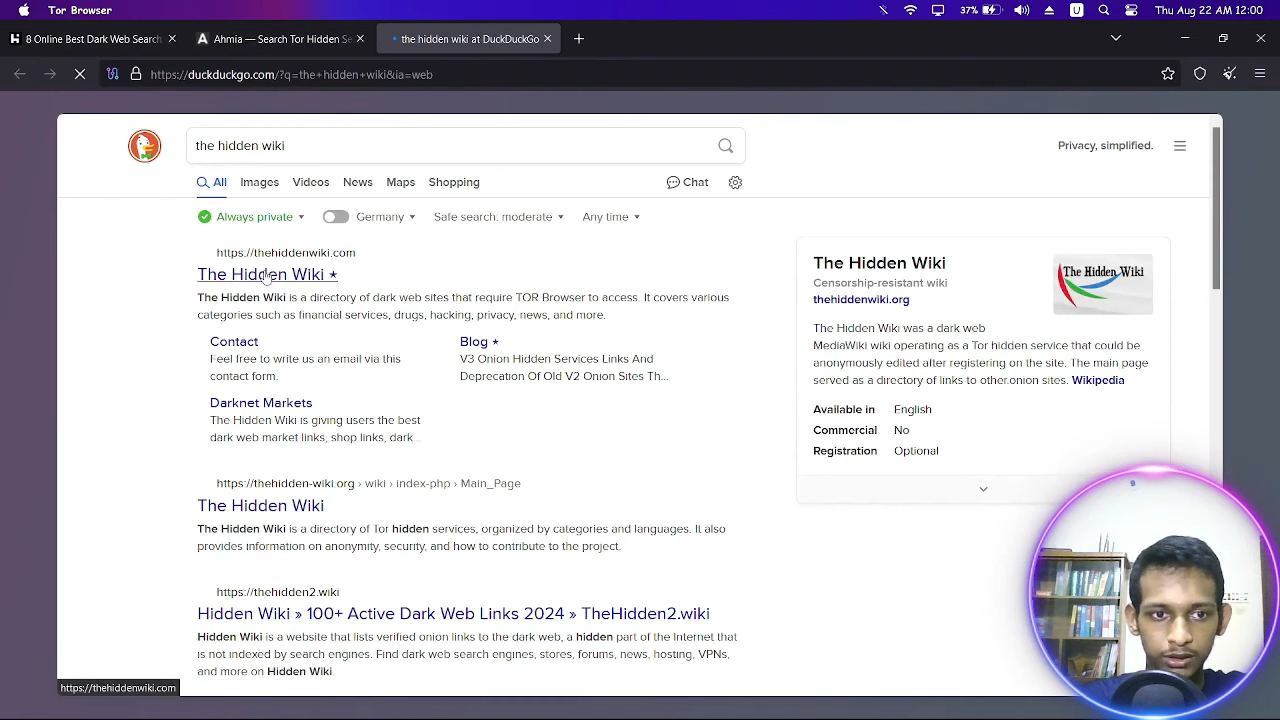 Tor Browser
37%
U
Thu Aug 22 AM 12:00
8 Online Best Dark Web Search
Ahmia — Search Tor Hidden Se
the hidden wiki at DuckDuckGo
https://duckduckgo.com/?q=the+hidden+wiki&ia=web
the hidden wiki
Privacy, simplified.
All
Images
Videos
News
Maps
Shopping
Chat
Always private
Germany
Safe search: moderate
Any time
https://thehiddenwiki.com
The Hidden Wiki ⋆
The Hidden Wiki is a directory of dark web sites that require TOR Browser to access. It covers various
categories such as financial services, drugs, hacking, privacy, news, and more.
Contact
Feel free to write us an email via this
contact form.
Blog ⋆
V3 Onion Hidden Services Links And
Deprecation Of Old V2 Onion Sites Th...
Darknet Markets
The Hidden Wiki is giving users the best
dark web market links, shop links, dark...
https://thehidden-wiki.org › wiki › index-php › Main_Page
The Hidden Wiki
The Hidden Wiki is a directory of Tor hidden services, organized by categories and languages. It also
provides information on anonymity, security, and how to contribute to the project.
https://thehidden2.wiki
Hidden Wiki » 100+ Active Dark Web Links 2024 » TheHidden2.wiki
Hidden Wiki is a website that lists verified onion links to the dark web, a hidden part of the Internet that
is not indexed by search engines. Find dark web search engines, stores, forums, news, hosting, VPNs,
and more on Hidden Wiki.
The Hidden Wiki
Censorship-resistant wiki
thehiddenwiki.org
The Hidden Wiki
The Hidden Wiki was a dark web
MediaWiki wiki operating as a Tor hidden service that could be
anonymously edited after registering on the site. The main page
served as a directory of links to other.onion sites. Wikipedia
Available in English
Commercial No
Registration Optional
https://thehiddenwiki.com